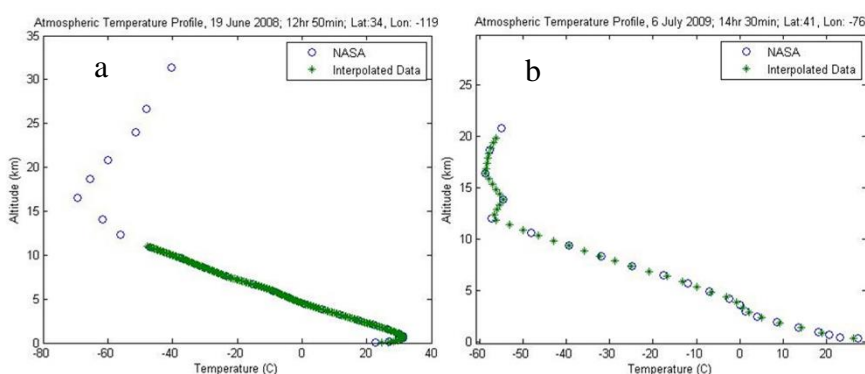 Atmospheric Temperature Profile, 19 June 2008; 12hr 50min; Lat:34, Lon: -119
35
30
25
20
15
10
5
0
Altitude (km)
a
NASA
Interpolated Data
-80
-60
-40
-20
0
20
40
Temperature (C)
Atmospheric Temperature Profile, 6 July 2009; 14hr 30min; Lat:41, Lon: -76
25
20
15
10
5
0
Altitude (km)
b
NASA
Interpolated Data
-60
-50
-40
-30
-20
-10
0
10
20
Temperature (C)